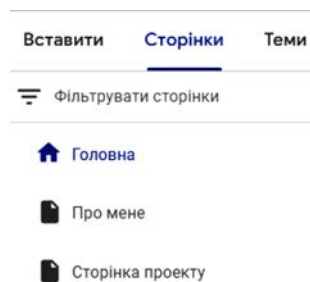 Вставити Сторінки Теми
Фільтрувати сторінки
Головна
Про мене
Сторінка проекту